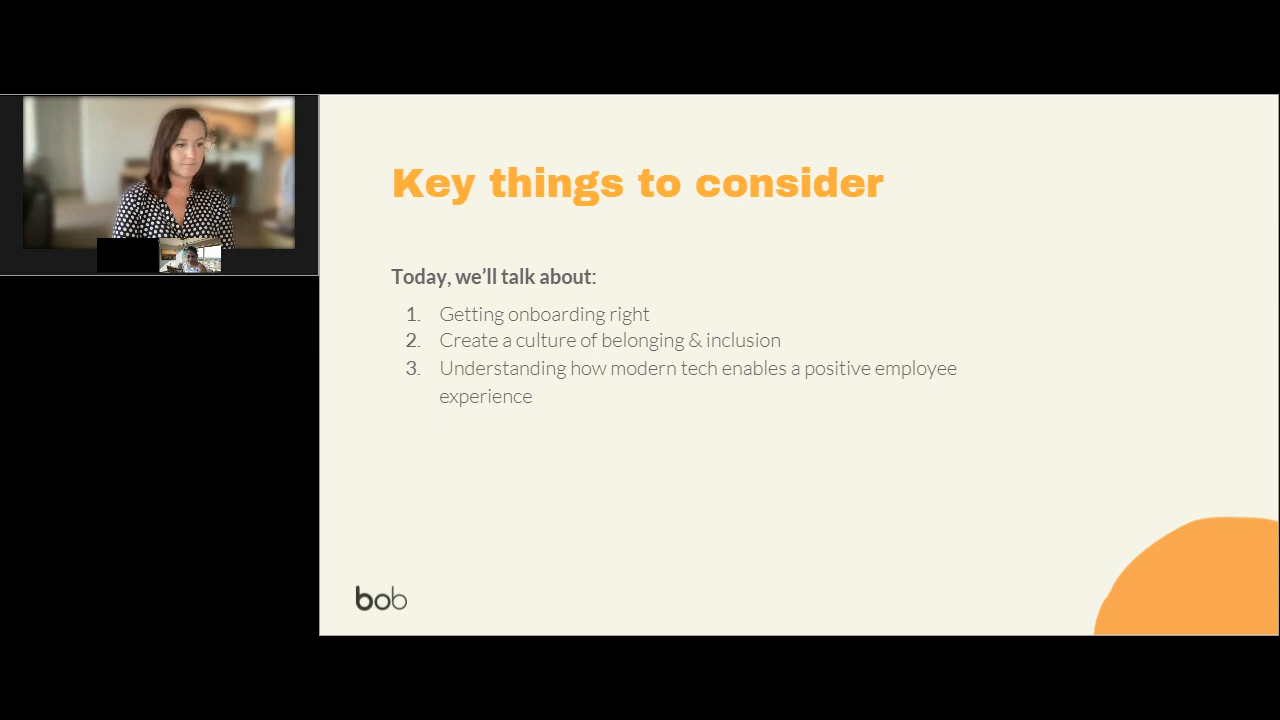 Key things to consider
Today, we’ll talk about:
1. Getting onboarding right
2. Create a culture of belonging & inclusion
3. Understanding how modern tech enables a positive employee
experience
bob